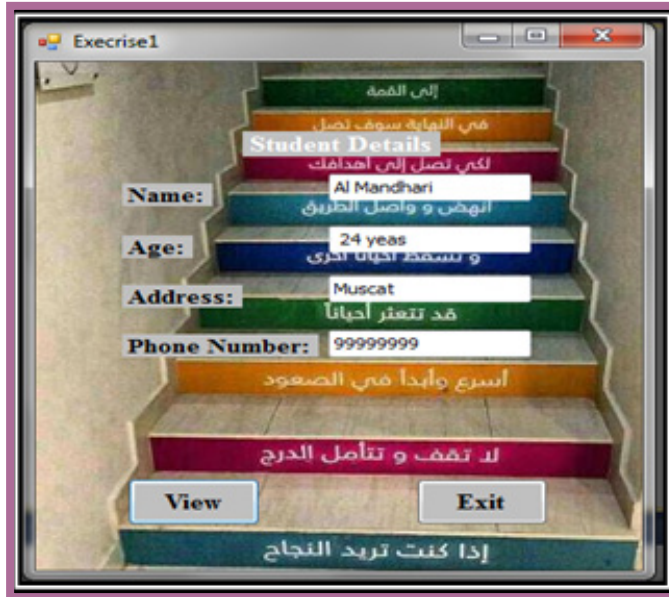 Execrise1
إلى القمة
في النهاية سوف تصل
Student Details
لكي تصل إلى أهدافك
Name: Al Mandhari
انهض و واصل الطريق
Age: 24 yeas
و تسقط أحيانا أخرى
Address: Muscat
قد تتعثر أحياناً
Phone Number: 99999999
أسرع وأبدأ في الصعود
لا تقف و تتأمل الدرج
View Exit
إذا كنت تريد النجاح